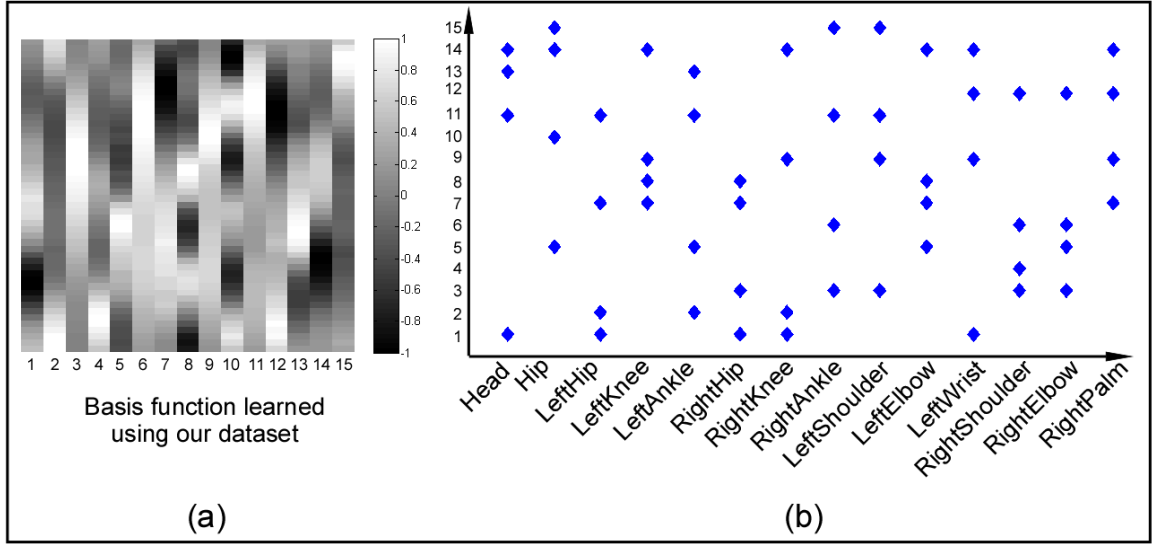 1
0.8
0.6
0.4
0.2
0
-0.2
-0.4
-0.6
-0.8
-1
1 2 3 4 5 6 7 8 9 10 11 12 13 14 15
Basis function learned
using our dataset
(a)
15
14
13
12
11
10
9
8
7
6
5
4
3
2
1
Head
Hip
LeftHip
LeftKnee
LeftAnkle
RightHip
RightKnee
RightAnkle
LeftShoulder
LeftElbow
LeftWrist
RightShoulder
RightElbow
RightPalm
(b)